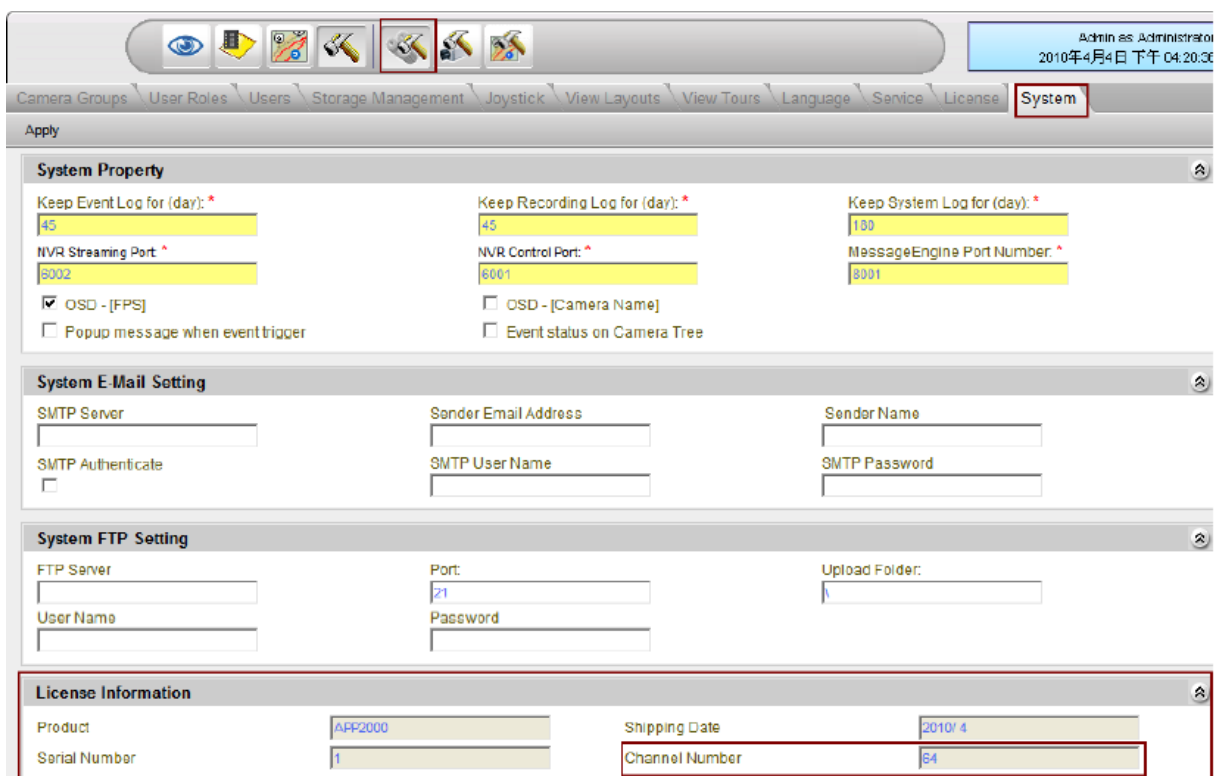 Admin as Administrator
2010年4月4日 下午 04:20:36
Camera Groups User Roles Users Storage Management Joystick View Layouts View Tours Language Service License System
Apply
System Property
Keep Event Log for (day): * Keep Recording Log for (day): * Keep System Log for (day): *
45 45 180
NVR Streaming Port: * NVR Control Port: * MessageEngine Port Number: *
6002 6001 8001
OSD - [FPS] OSD - [Camera Name]
Popup message when event trigger Event status on Camera Tree
System E-Mail Setting
SMTP Server Sender Email Address Sender Name
SMTP Authenticate SMTP User Name SMTP Password
System FTP Setting
FTP Server Port: Upload Folder:
21 \
User Name Password
License Information
Product APP2000 Shipping Date 2010/ 4
Serial Number 1 Channel Number 64